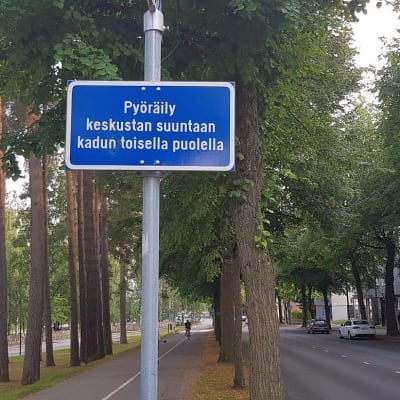 Pyöräily
keskustan suuntaan
kadun toisella puolella